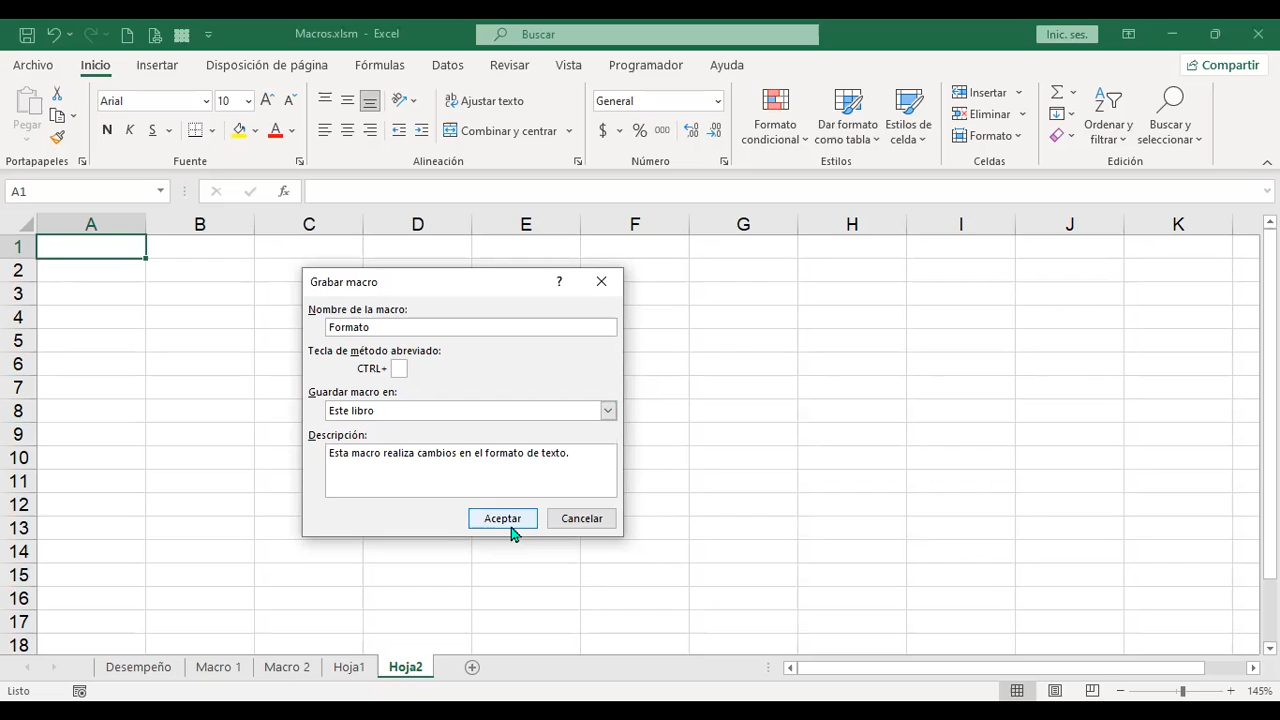 Macros.xlsm - Excel
Buscar
Inic. ses.
Archivo Inicio Insertar Disposición de página Fórmulas Datos Revisar Vista Programador Ayuda
Compartir
Pegar
Arial 10
N K S
Ajustar texto
Combinar y centrar
General
$ % 000
Formato condicional
Dar formato como tabla
Estilos de celda
Insertar
Eliminar
Formato
Ordenar y filtrar
Buscar y seleccionar
Portapapeles Fuente Alineación Número Estilos Celdas Edición
A1
fx
A B C D E F G H I J K
1
2
3
4
5
6
7
8
9
10
11
12
13
14
15
16
17
18
Grabar macro
?
Nombre de la macro:
Formato
Tecla de método abreviado:
CTRL+
Guardar macro en:
Este libro
Descripción:
Esta macro realiza cambios en el formato de texto.
Aceptar Cancelar
Desempeño Macro 1 Macro 2 Hoja1 Hoja2
Listo
145%